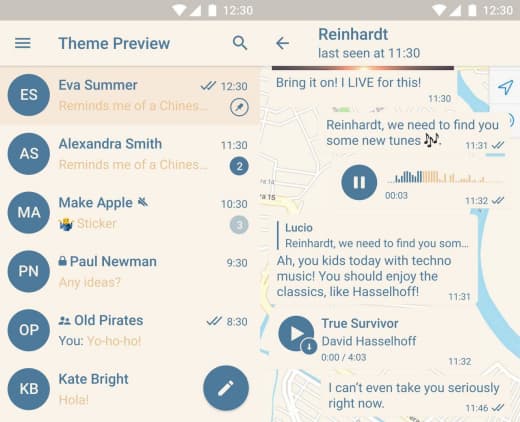 12:30
Theme Preview
ES
Eva Summer
12:30
Reminds me of a Chines...
AS
Alexandra Smith
11:30
Reminds me of a Chines...
2
MA
Make Apple
10:30
🤷‍♂️ Sticker
3
PN
Paul Newman
9:30
Any ideas?
OP
Old Pirates
8:30
You: Yo-ho-ho!
KB
Kate Bright
Hola!
12:30
Reinhardt
last seen at 11:30
Bring it on! I LIVE for this!
11:30
Reinhardt, we need to find you
some new tunes 🎶.
11:31
00:03
11:32
Lucio
Reinhardt, we need to find you som...
Ah, you kids today with techno
music! You should enjoy the
classics, like Hasselhoff!
11:31
True Survivor
David Hasselhoff
0:00 / 4:03
11:32
I can't even take you seriously
right now.
11:46